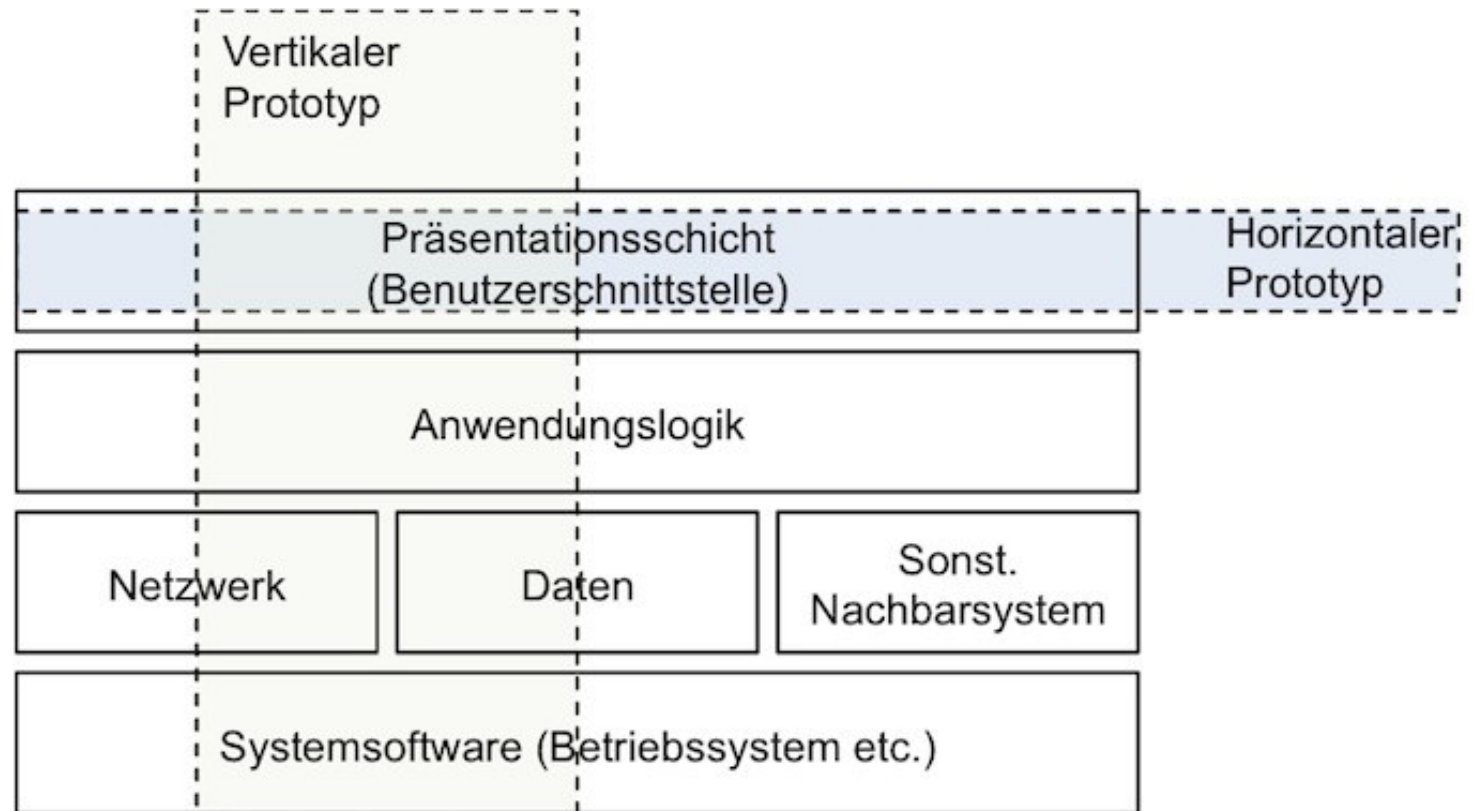 Vertikaler
Prototyp
Präsentationsschicht
(Benutzerschnittstelle)
Horizontaler
Prototyp
Anwendungslogik
Netzwerk
Daten
Sonst.
Nachbarsystem
Systemsoftware (Betriebssystem etc.)